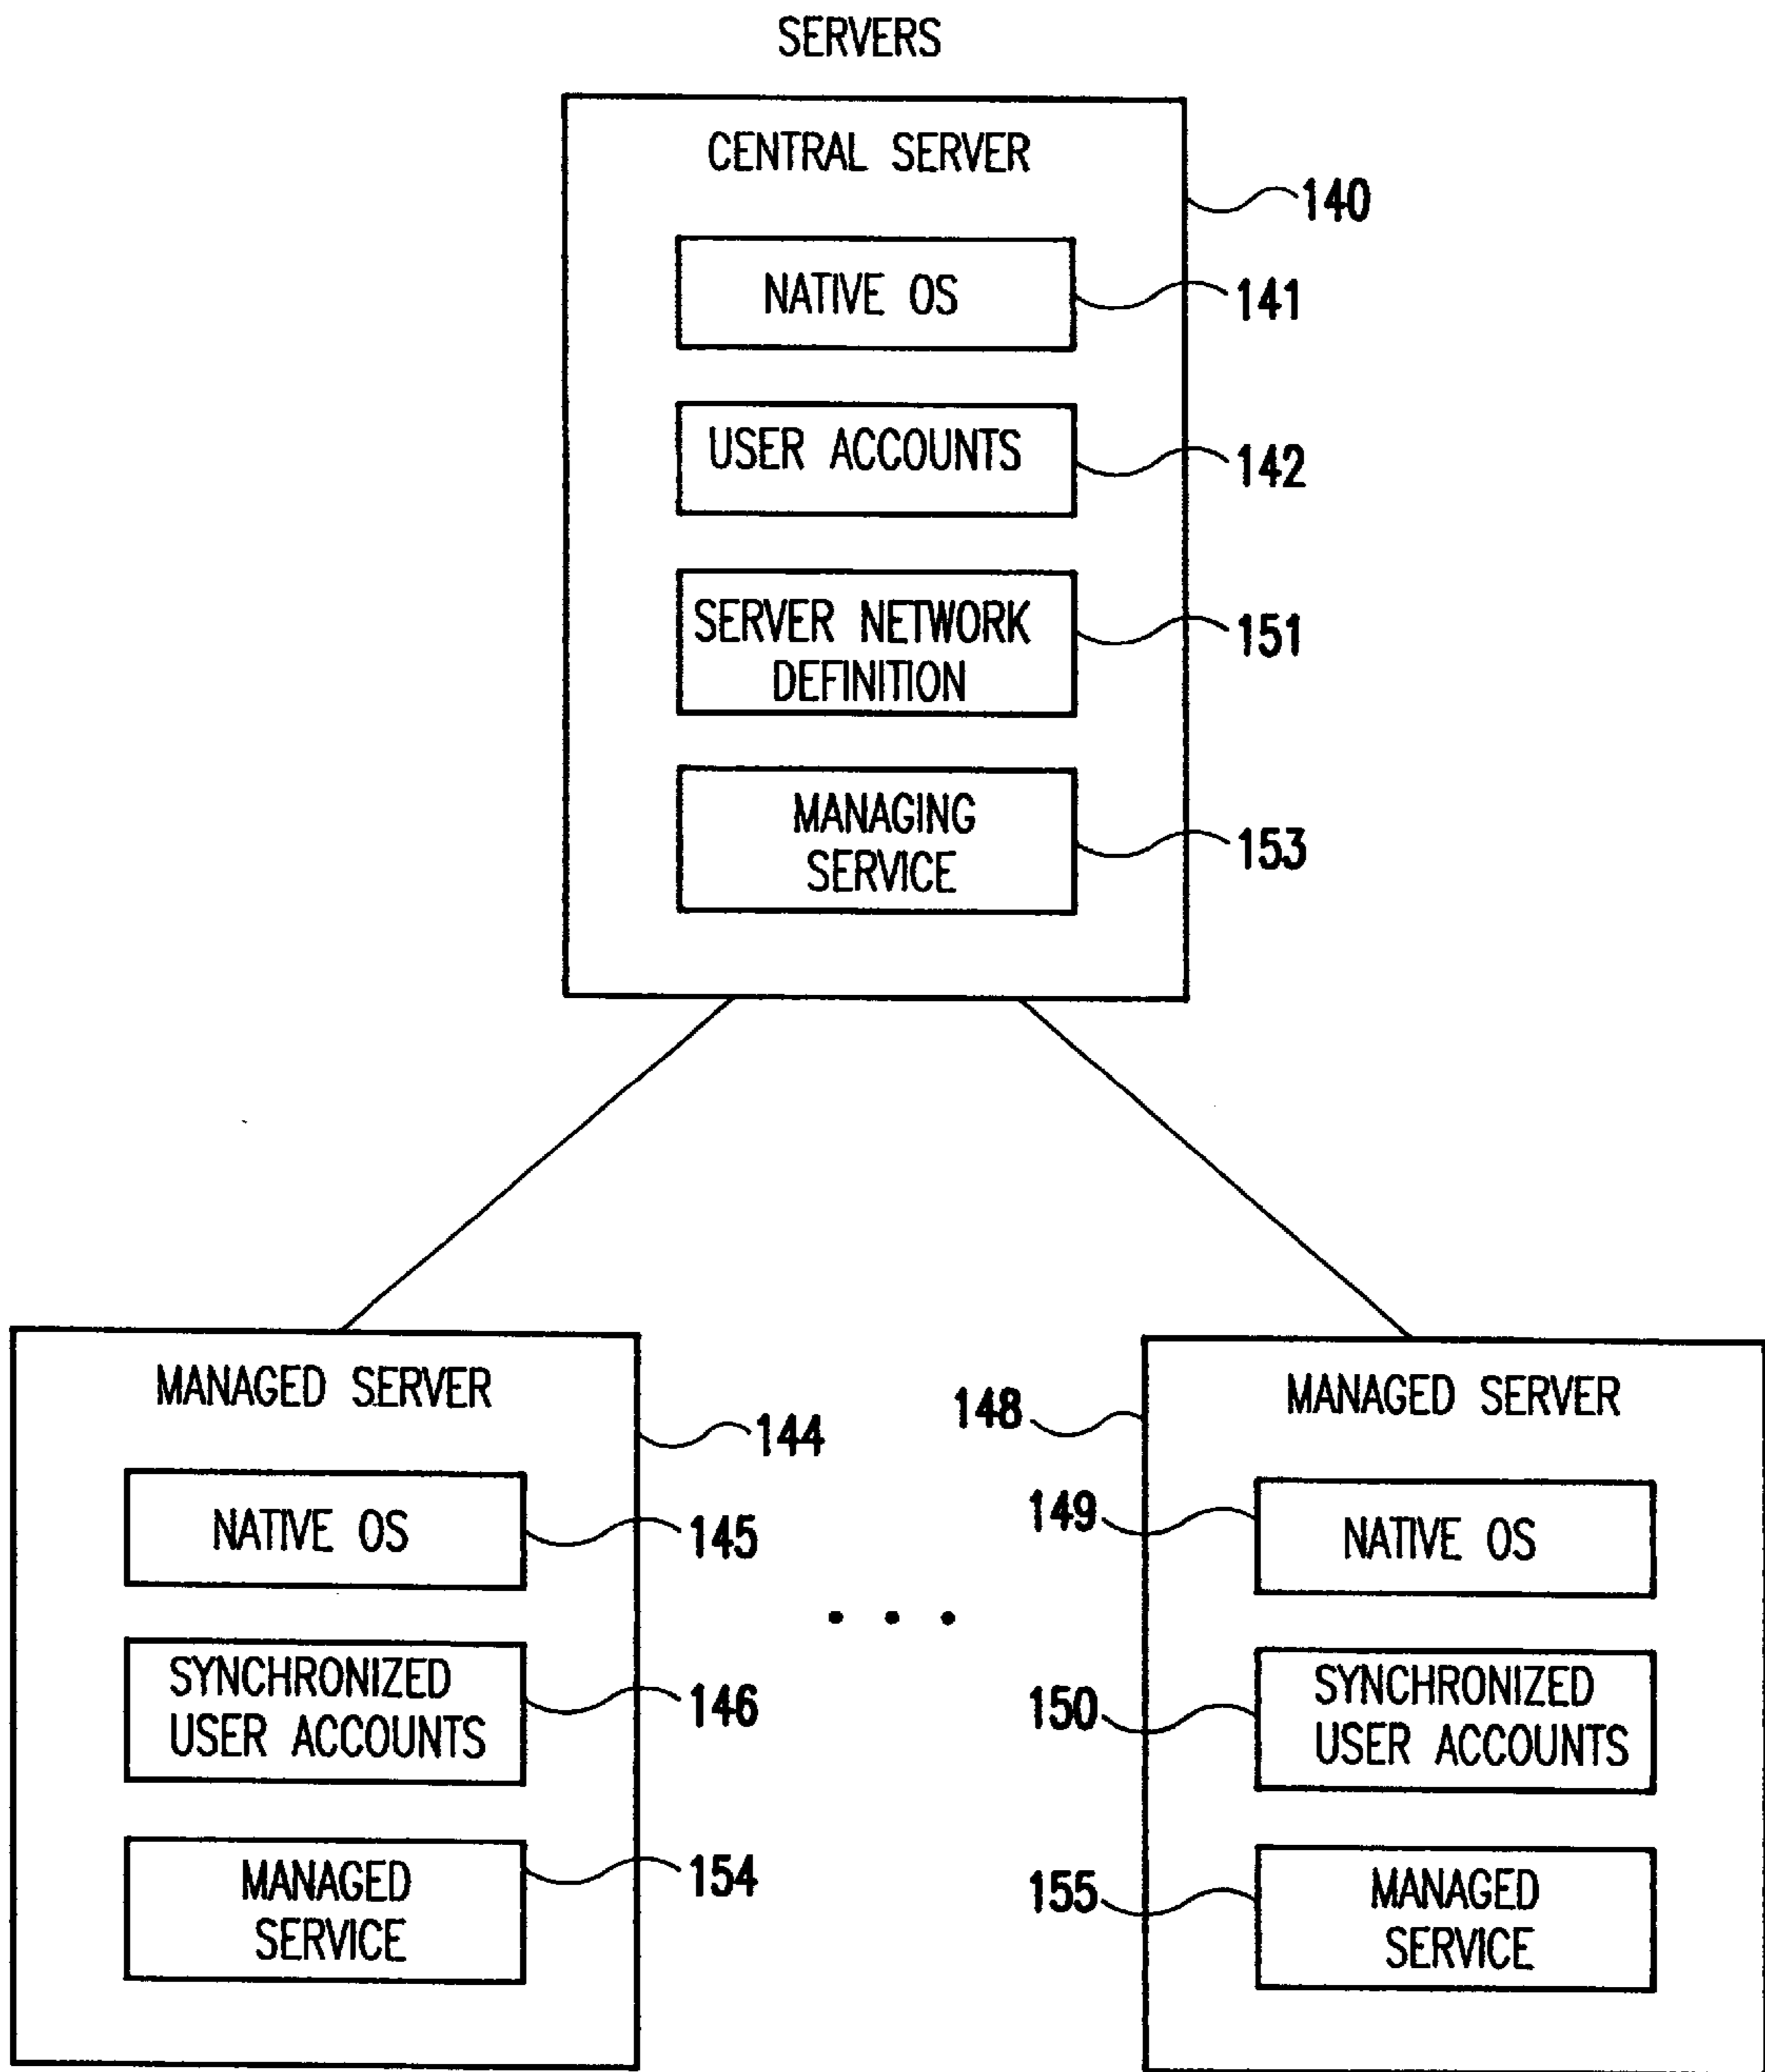 SERVERS
CENTRAL SERVER
140
NATIVE OS
141
USER ACCOUNTS
142
SERVER NETWORK
DEFINITION
151
MANAGING
SERVICE
153
MANAGED SERVER
144
NATIVE OS
145
SYNCHRONIZED
USER ACCOUNTS
146
MANAGED
SERVICE
154
• • •
148
MANAGED SERVER
149
NATIVE OS
150
SYNCHRONIZED
USER ACCOUNTS
155
MANAGED
SERVICE